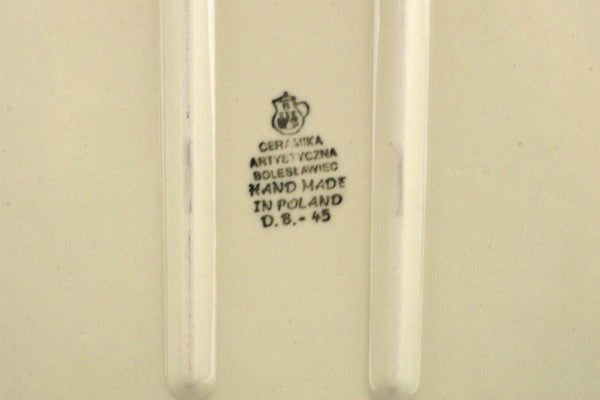 CERAMIKA
ARTYSTYCZNA
BOLESŁAWIEC
HAND MADE
IN POLAND
D.B.-45